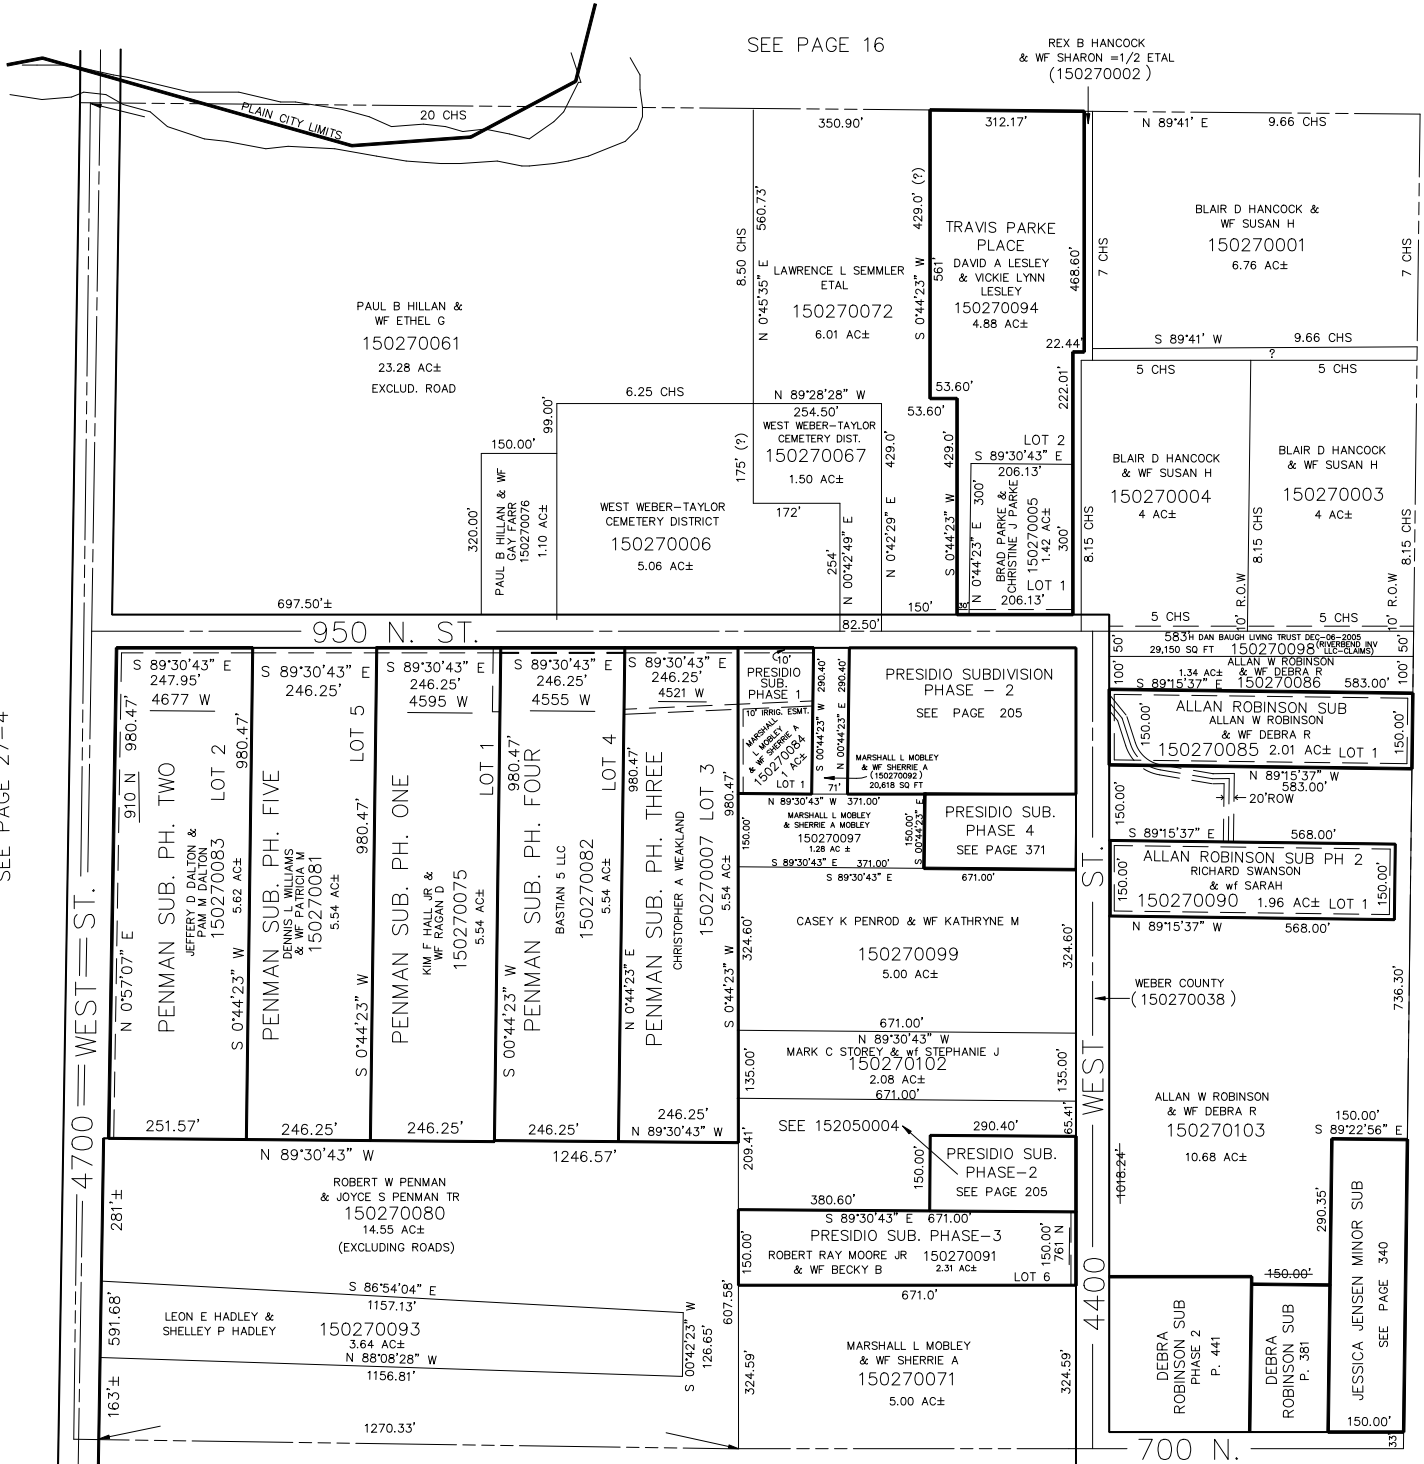 SEE PAGE 16
REX B HANCOCK
& WF SHARON =1/2 ETAL
(150270002 )
PLAIN CITY LIMITS
20 CHS
350.90'
312.17'
N 89°41' E
9.66 CHS
560.73'
8.50 CHS
N 0°45'35" E
429.0' (?)
S 0°44'23" W
561'
468.60'
7 CHS
7 CHS
PAUL B HILLAN &
WF ETHEL G
150270061
23.28 AC±
EXCLUD. ROAD
LAWRENCE L SEMMLER
ETAL
150270072
6.01 AC±
TRAVIS PARKE
PLACE
DAVID A LESLEY
& VICKIE LYNN
LESLEY
150270094
4.88 AC±
22.44'
BLAIR D HANCOCK &
WF SUSAN H
150270001
6.76 AC±
S 89°41' W
9.66 CHS
?
5 CHS
5 CHS
6.25 CHS
N 89°28'28" W
254.50'
53.60'
53.60'
222.01'
99.00'
150.00'
320.00'
PAUL B HILLAN & WF
GAY FARR
150270076
1.10 AC±
WEST WEBER-TAYLOR
CEMETERY DISTRICT
150270006
5.06 AC±
175' (?)
WEST WEBER-TAYLOR
CEMETERY DIST.
150270067
1.50 AC±
172'
254'
N 00°42'49" E
429.0'
N 0°42'29" E
429.0'
S 0°44'23" W
LOT 2
S 89°30'43" E
206.13'
300'
N 0°44'23" E
BRAD PARKE &
CHRISTINE J PARKE
150270005
1.42 AC±
300'
LOT 1
30'
206.13'
BLAIR D HANCOCK
& WF SUSAN H
150270004
4 AC±
BLAIR D HANCOCK
& WF SUSAN H
150270003
4 AC±
8.15 CHS
8.15 CHS
8.15 CHS
10' R.O.W
10' R.O.W
5 CHS
5 CHS
697.50'±
150'
82.50'
950 N. ST.
583'
H DAN BAUGH LIVING TRUST DEC-06-2005
29,150 SQ FT
150270098
(RIVERBEND INV
LLC-CLAIMS)
50'
50'
ALLAN W ROBINSON
1.34 AC±
& WF DEBRA R
150270086
S 89°15'37" E
583.00'
100'
100'
ALLAN ROBINSON SUB
ALLAN W ROBINSON
& WF DEBRA R
150270085 2.01 AC± LOT 1
150.00'
150.00'
N 89°15'37" W
583.00'
20'ROW
150.00'
S 89°15'37" E
568.00'
ALLAN ROBINSON SUB PH 2
RICHARD SWANSON
& wf SARAH
150270090 1.96 AC± LOT 1
150.00'
150.00'
N 89°15'37" W
568.00'
SEE PAGE 27-4
4700 WEST ST.
S 89°30'43" E
247.95'
4677 W
980.47'
910 N
N 0°57'07" E
PENMAN SUB. PH. TWO
JEFFERY D DALTON &
PAM M DALTON
150270083
LOT 2
5.62 AC±
980.47'
S 0°44'23" W
251.57'
S 89°30'43" E
246.25'
PENMAN SUB. PH. FIVE
DENNIS L WILLIAMS
& WF PATRICIA M
150270081
5.54 AC±
LOT 5
980.47'
S 0°44'23" W
246.25'
S 89°30'43" E
246.25'
4595 W
PENMAN SUB. PH. ONE
KIM F HALL JR &
WF RAGAN D
150270075
5.54 AC±
LOT 1
246.25'
S 89°30'43" E
246.25'
4555 W
980.47'
S 00°44'23" W
PENMAN SUB. PH. FOUR
BASTIAN 5 LLC
150270082
5.54 AC±
LOT 4
246.25'
S 89°30'43" E
246.25'
4521 W
980.47'
N 0°44'23" E
PENMAN SUB. PH. THREE
CHRISTOPHER A WEAKLAND
150270007 LOT 3
5.54 AC±
980.47'
S 0°44'23" W
246.25'
N 89°30'43" W
10'
PRESIDIO
SUB.
PHASE 1
10' IRRIG. ESMT.
MARSHALL
L MOBLEY
& WF SHERRIE A
150270084
1 AC±
LOT 1
290.40'
S 00°44'23" W
290.40'
N 00°44'23" E
71'
PRESIDIO SUBDIVISION
PHASE - 2
SEE PAGE 205
MARSHALL L MOBLEY
& WF SHERRIE A
(150270092)
20,618 SQ FT
N 89°30'43" W 371.00'
MARSHALL L MOBLEY
& SHERRIE A MOBLEY
150270097
1.28 AC ±
150.00'
150.00'
S 00°44'23" E
S 89°30'43" E 371.00'
PRESIDIO SUB.
PHASE 4
SEE PAGE 371
S 89°30'43" E
671.00'
CASEY K PENROD & WF KATHRYNE M
150270099
5.00 AC±
324.60'
324.60'
671.00'
N 89°30'43" W
MARK C STOREY & wf STEPHANIE J
150270102
2.08 AC±
671.00'
135.00'
135.00'
SEE 152050004
290.40'
65.41'
209.41'
150.00'
PRESIDIO SUB.
PHASE-2
SEE PAGE 205
380.60'
S 89°30'43" E 671.00'
PRESIDIO SUB. PHASE-3
ROBERT RAY MOORE JR
& WF BECKY B
150270091
2.31 AC±
LOT 6
150.00'
150.00'
761 N
671.0'
MARSHALL L MOBLEY
& WF SHERRIE A
150270071
5.00 AC±
324.59'
324.59'
4400 WEST ST.
WEBER COUNTY
(150270038 )
736.30'
ALLAN W ROBINSON
& WF DEBRA R
150270103
10.68 AC±
1018.24'
150.00'
S 89°22'56" E
290.35'
JESSICA JENSEN MINOR SUB
SEE PAGE 340
150.00'
150.00'
DEBRA
ROBINSON SUB
PHASE 2
P. 441
DEBRA
ROBINSON SUB
P. 381
33'
700 N.
N 89°30'43" W
1246.57'
ROBERT W PENMAN
& JOYCE S PENMAN TR
150270080
14.55 AC±
(EXCLUDING ROADS)
281'±
S 86°54'04" E
1157.13'
LEON E HADLEY &
SHELLEY P HADLEY
150270093
3.64 AC±
N 88°08'28" W
1156.81'
591.68'
S 00°42'23" W
126.65'
607.58'
163'±
1270.33'